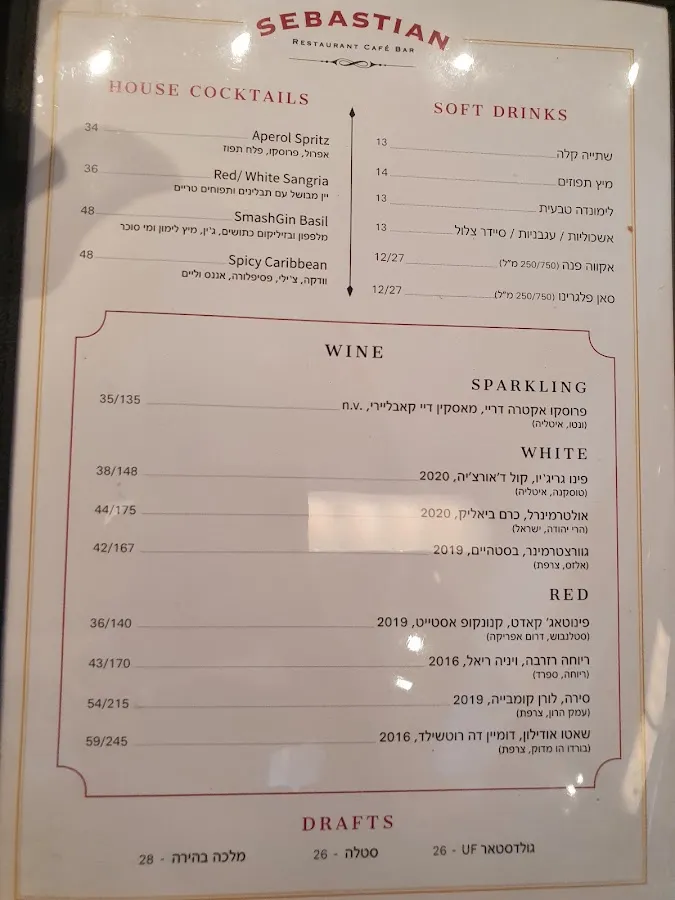 SEBASTIAN
RESTAURANT CAFÉ BAR
HOUSE COCKTAILS
Aperol Spritz 34
אפרול, פרוסקו, פלח תפוז
Red/ White Sangria 36
יין מבושל עם תבלינים ותפוחים טריים
SmashGin Basil 48
מלפפון ובזיליקום כתושים, ג'ין, מיץ לימון ומי סוכר
Spicy Caribbean 48
וודקה, צ'ילי, פסיפלורה, אננס וליים
SOFT DRINKS
שתייה קלה 13
מיץ תפוזים 14
לימונדה טבעית 13
אשכוליות / ענבניות / סיידר צלול 13
אקווה פנה (250/750 מ"ל) 12/27
סאן פלגרינו (250/750 מ"ל) 12/27
WINE
SPARKLING
פרוסקו אקטרה דריי, מאסקין דיי קאבליירי, .n.v 35/135
(ונטו, איטליה)
WHITE
פינו גריג'יו, קול ד'אורצ'יה, 2020 38/148
(טוסקנה, איטליה)
אולטרמינרל, כרם ביאליק, 2020 44/175
(הרי יהודה, ישראל)
גוורצטרמינר, בסטהיים, 2019 42/167
(אלזס, צרפת)
RED
פינוטאג' קאדט, קנונקופ אסטייט, 2019 36/140
(סטלנבוש, דרום אפריקה)
ריוחה רזרבה, ויניה ריאל, 2016 43/170
(ריוחה, ספרד)
סירה, לורן קומבייה, 2019 54/215
(עמק הרון, צרפת)
שאטו אודילון, דומיין דה רוטשילד, 2016 59/245
(בורדו הו מדוק, צרפת)
DRAFTS
גולדסטאר UF - 26
סטלה - 26
מלכה בהירה - 28